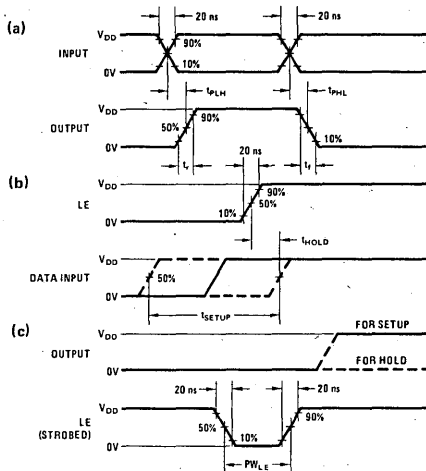 (a)
20 ns
20 ns
VDD
90%
INPUT
10%
0V
tPLH
tPHL
VDD
90%
OUTPUT
50%
10%
0V
tr
tf
20 ns
(b)
VDD
90%
LE
50%
10%
0V
tHOLD
VDD
DATA INPUT
50%
0V
tSETUP
(c)
FOR SETUP
VDD
OUTPUT
FOR HOLD
0V
20 ns
20 ns
VDD
LE
(STROBED)
50%
10%
90%
0V
PWLE